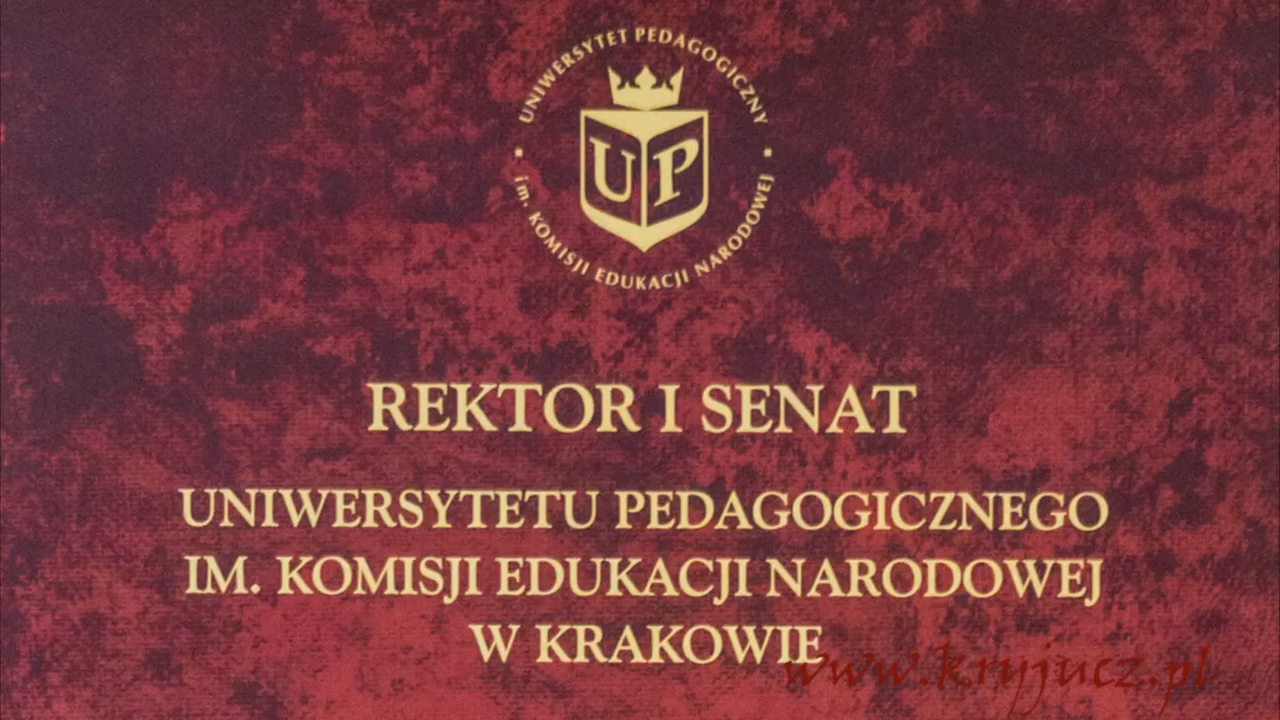 UNIWERSYTET PEDAGOGICZNY
im. KOMISJI EDUKACJI NARODOWEJ
UP
REKTOR I SENAT
UNIWERSYTETU PEDAGOGICZNEGO
IM. KOMISJI EDUKACJI NARODOWEJ
W KRAKOWIE
www.kryjucz.pl